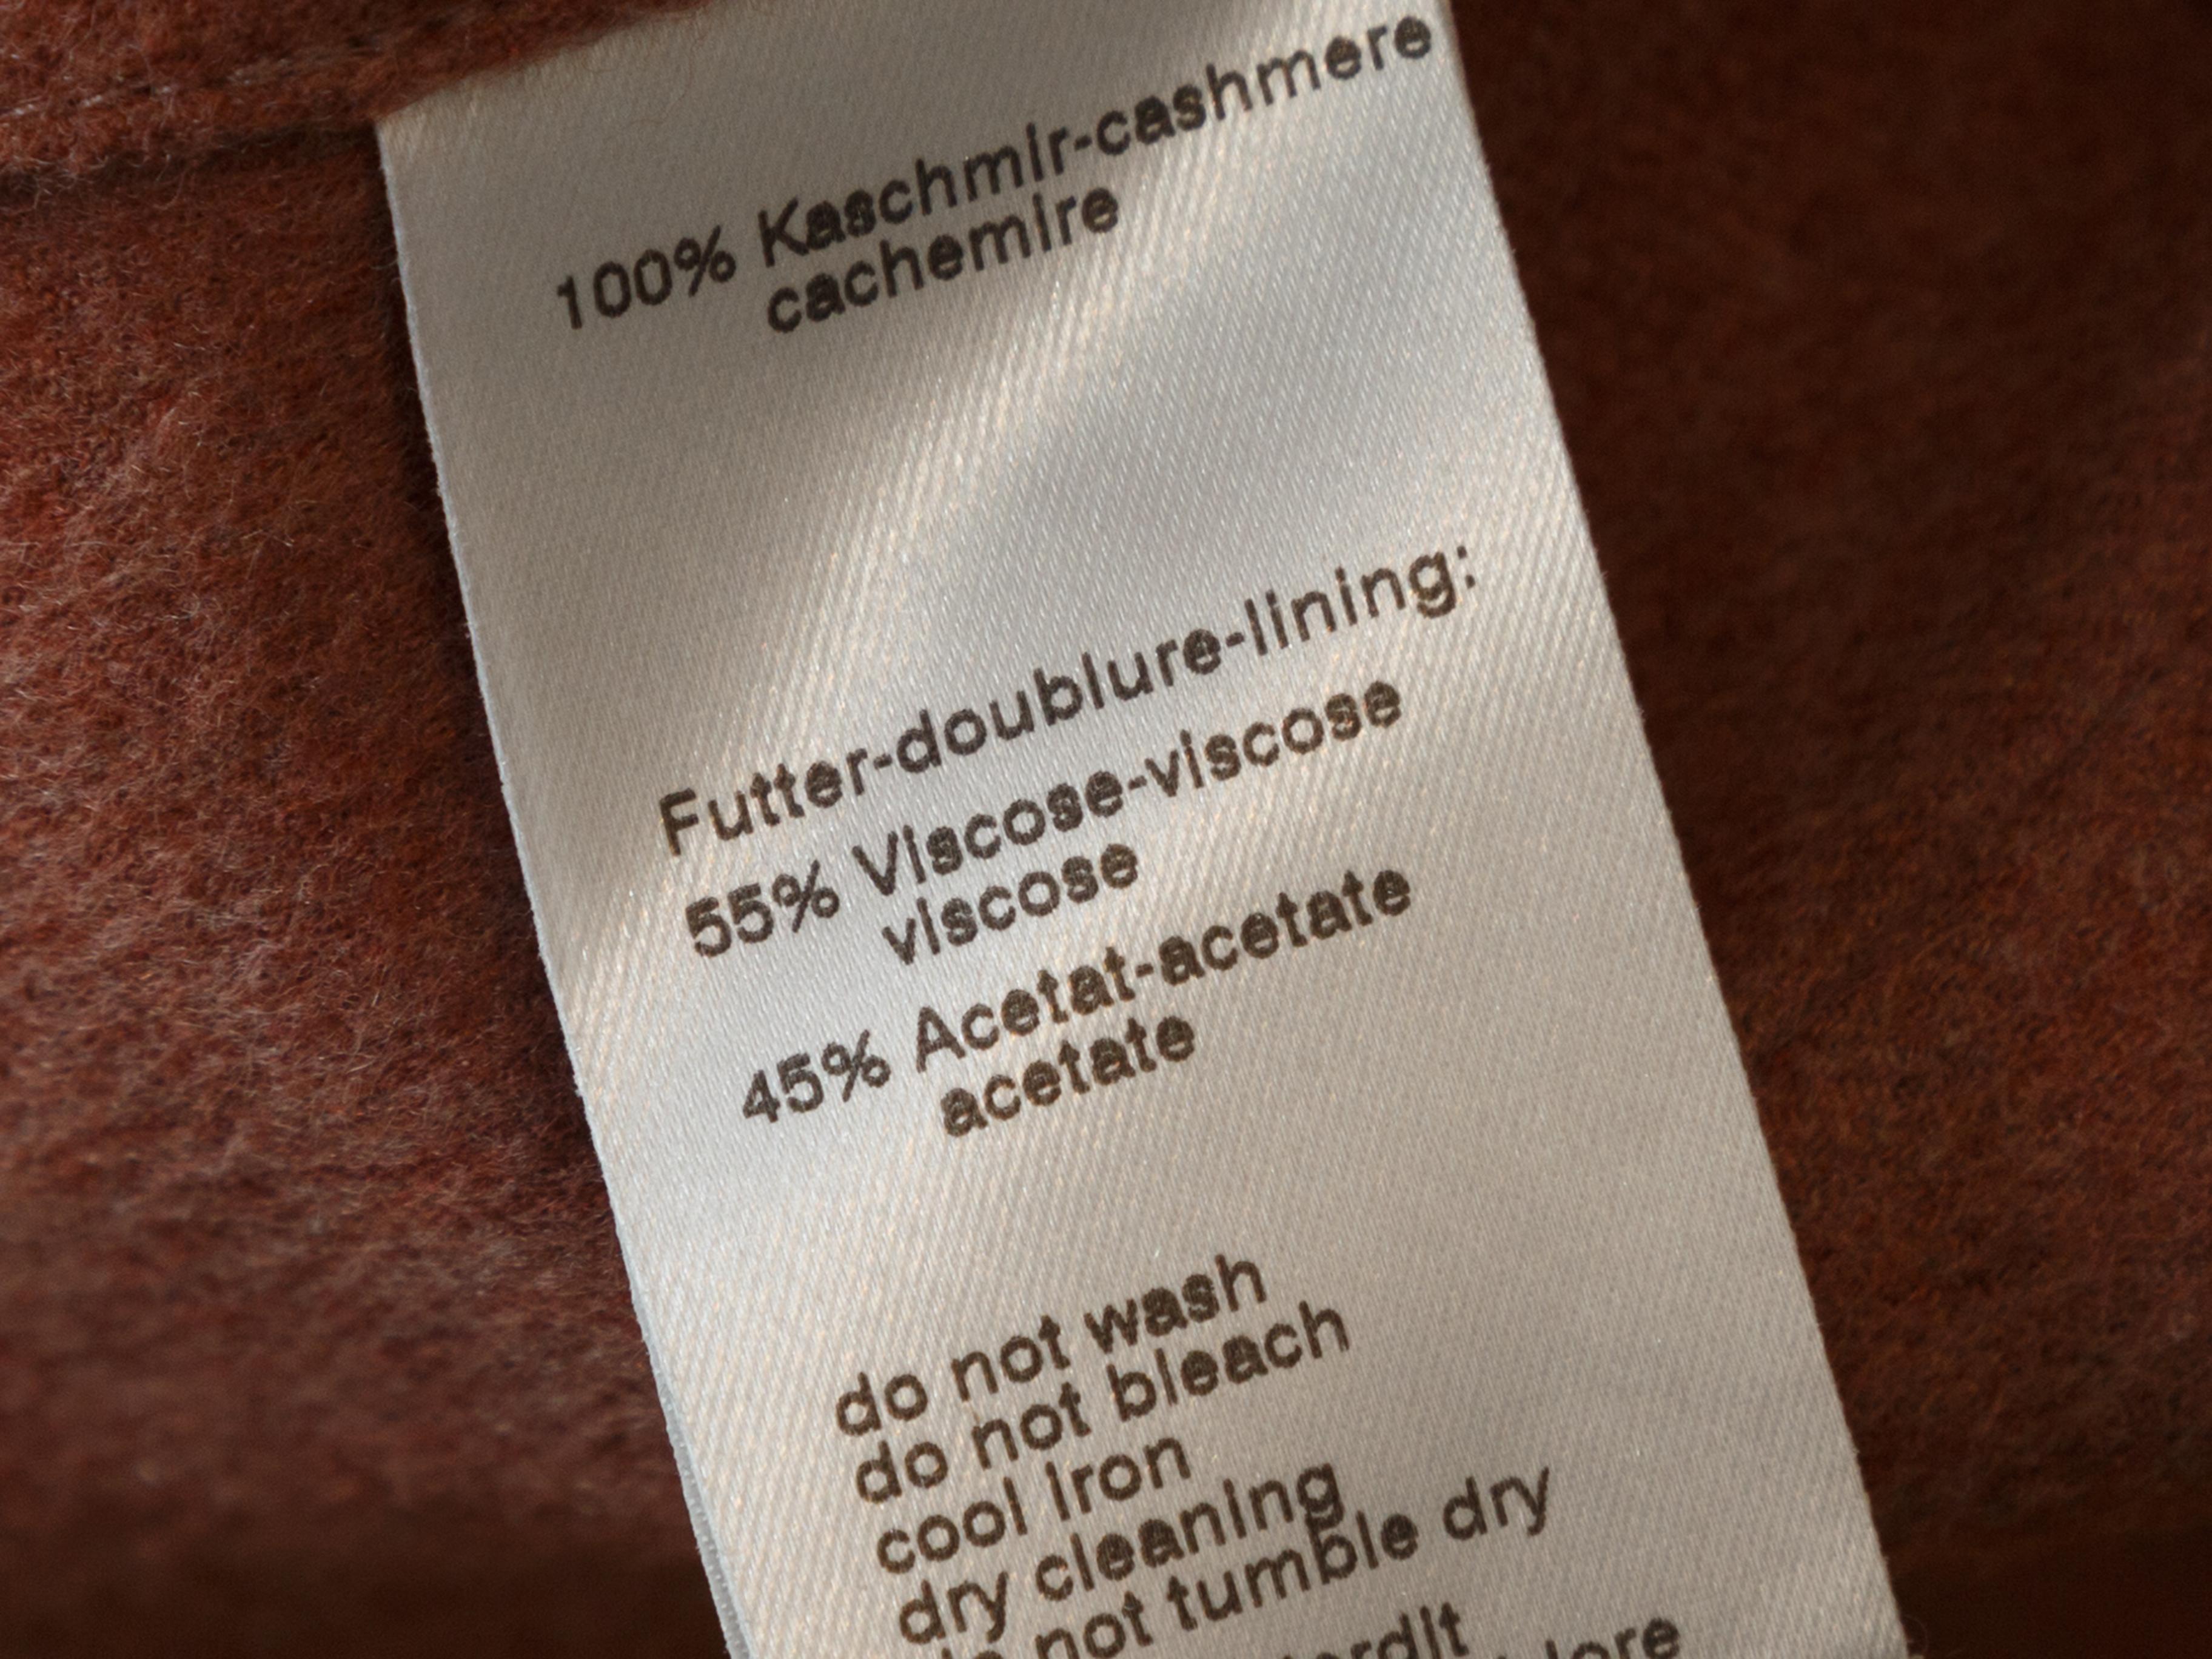 100% Kaschmir-cashmere
cachemire
Futter-doublure-lining:
55% Viscose-viscose
viscose
45% Acetat-acetate
acetate
do not wash
do not bleach
cool iron
dry cleaning
do not tumble dry